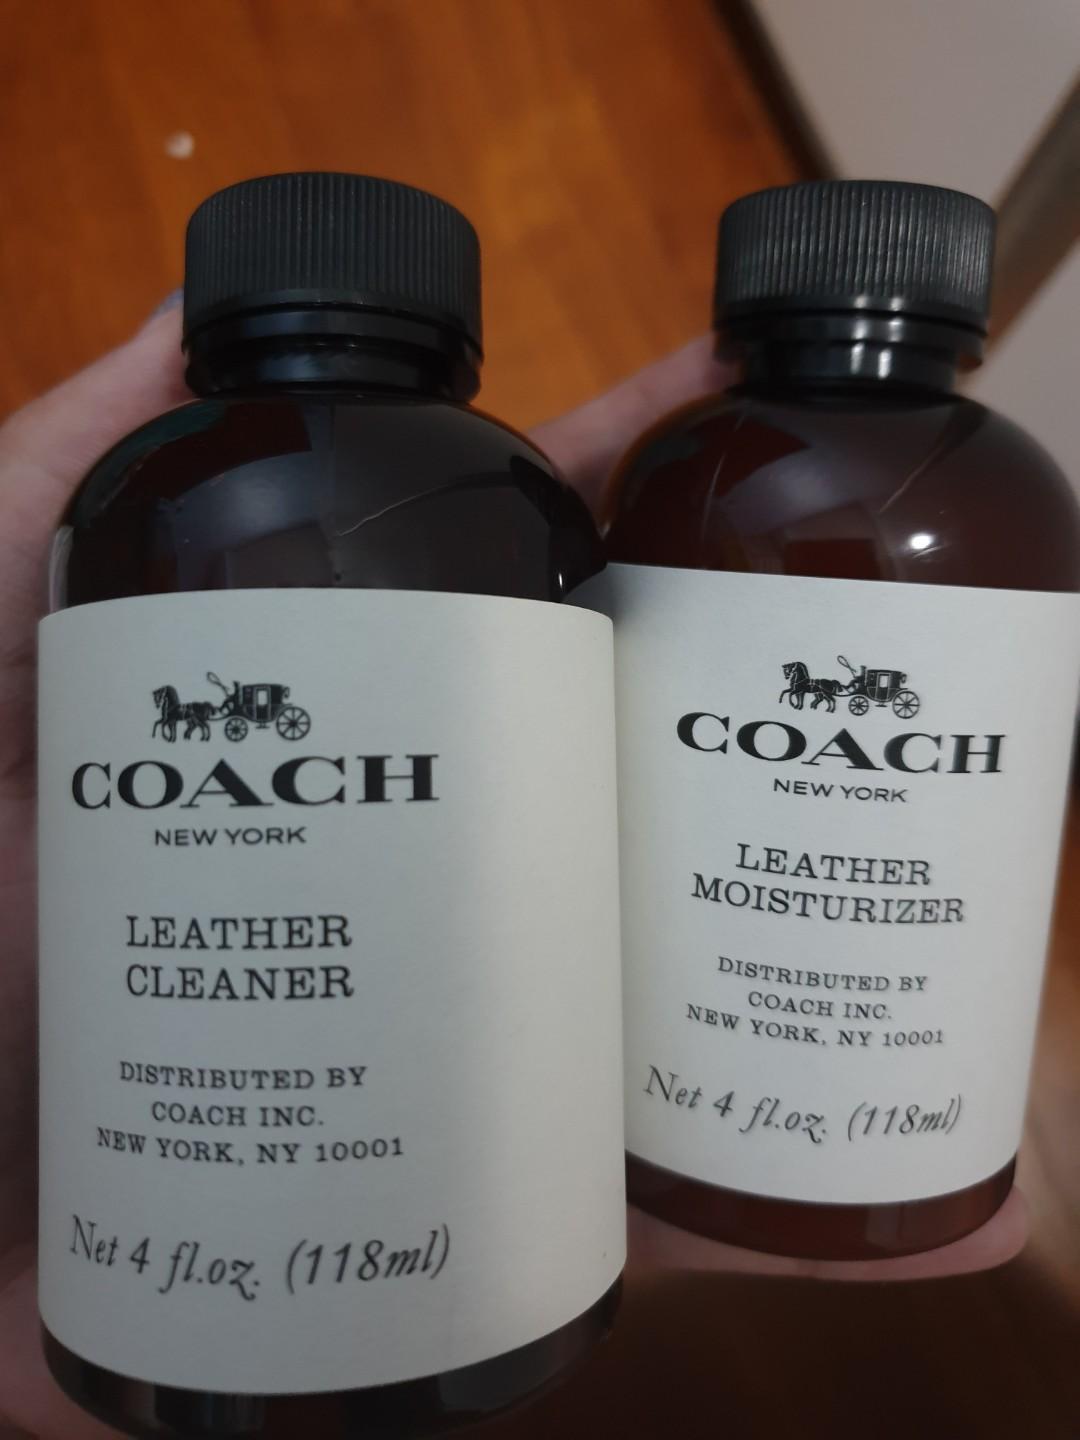 COACH
NEW YORK
LEATHER
CLEANER
DISTRIBUTED BY
COACH INC.
NEW YORK, NY 10001
Net 4 fl.oz. (118ml)
COACH
NEW YORK
LEATHER
MOISTURIZER
DISTRIBUTED BY
COACH INC.
NEW YORK, NY 10001
Net 4 fl.oz. (118ml)